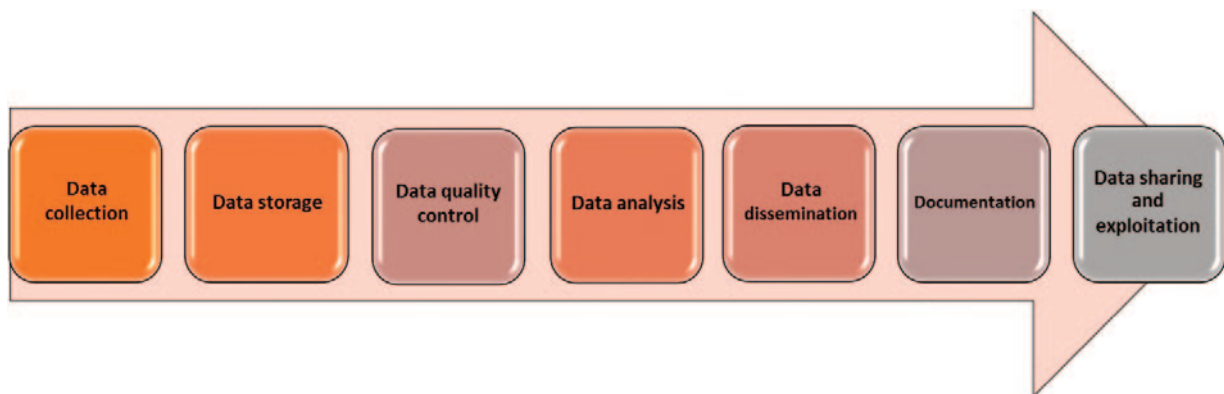 Data
collection
Data storage
Data quality
control
Data analysis
Data
dissemination
Documentation
Data sharing
and
exploitation